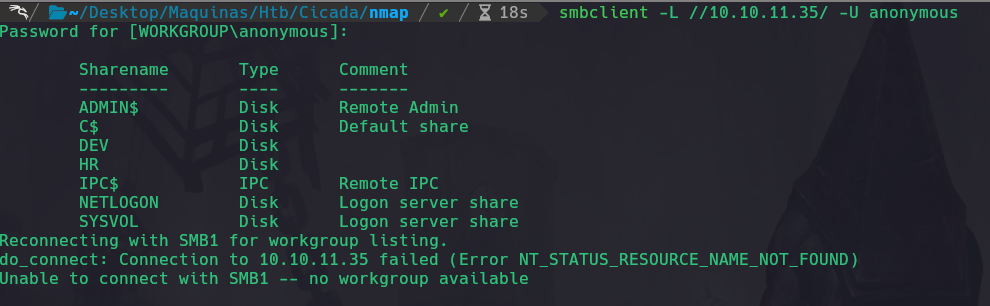 ~/Desktop/Maquinas/Htb/Cicada/nmap / ✔ / ⌛ 18s smbclient -L //10.10.11.35/ -U anonymous
Password for [WORKGROUP\anonymous]:
Sharename Type Comment
--------- ---- -------
ADMIN$ Disk Remote Admin
C$ Disk Default share
DEV Disk
HR Disk
IPC$ IPC Remote IPC
NETLOGON Disk Logon server share
SYSVOL Disk Logon server share
Reconnecting with SMB1 for workgroup listing.
do_connect: Connection to 10.10.11.35 failed (Error NT_STATUS_RESOURCE_NAME_NOT_FOUND)
Unable to connect with SMB1 -- no workgroup available